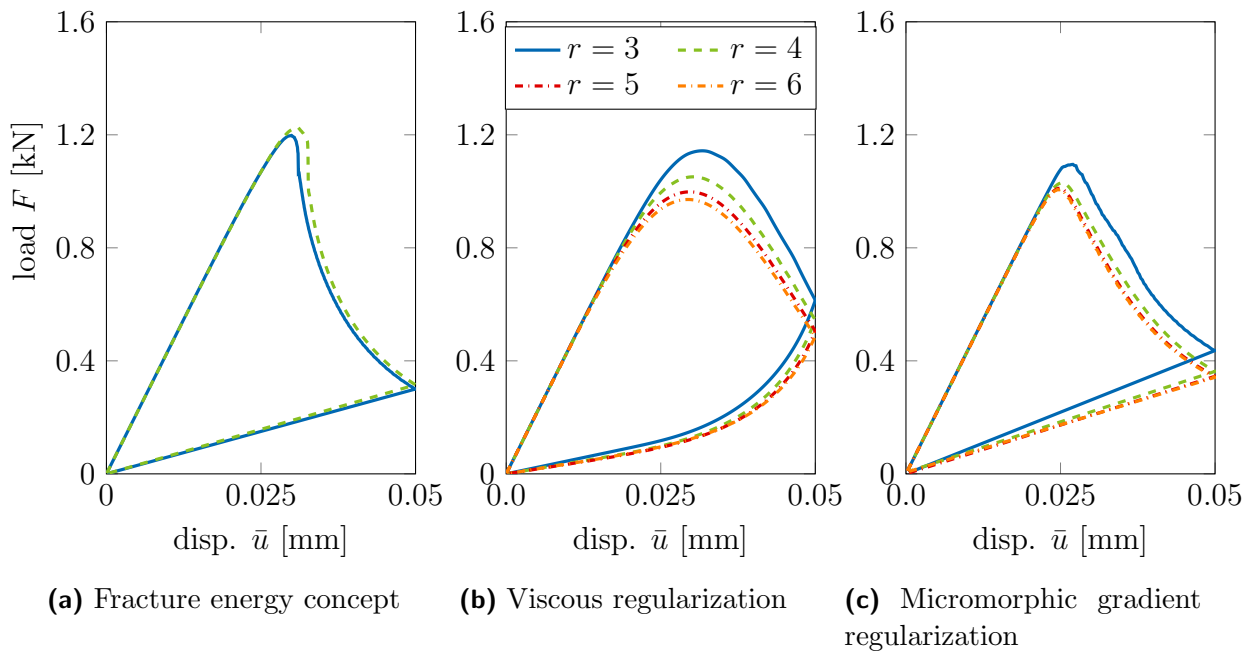 1.6
1.2
0.8
0.4
0
load F [kN]
0 0.025 0.05
disp. ū [mm]
(a) Fracture energy concept
1.6
1.2
0.8
0.4
0
r = 3 r = 4
r = 5 r = 6
0.0 0.025 0.05
disp. ū [mm]
(b) Viscous regularization
1.6
1.2
0.8
0.4
0
0.0 0.025 0.05
disp. ū [mm]
(c) Micromorphic gradient
regularization